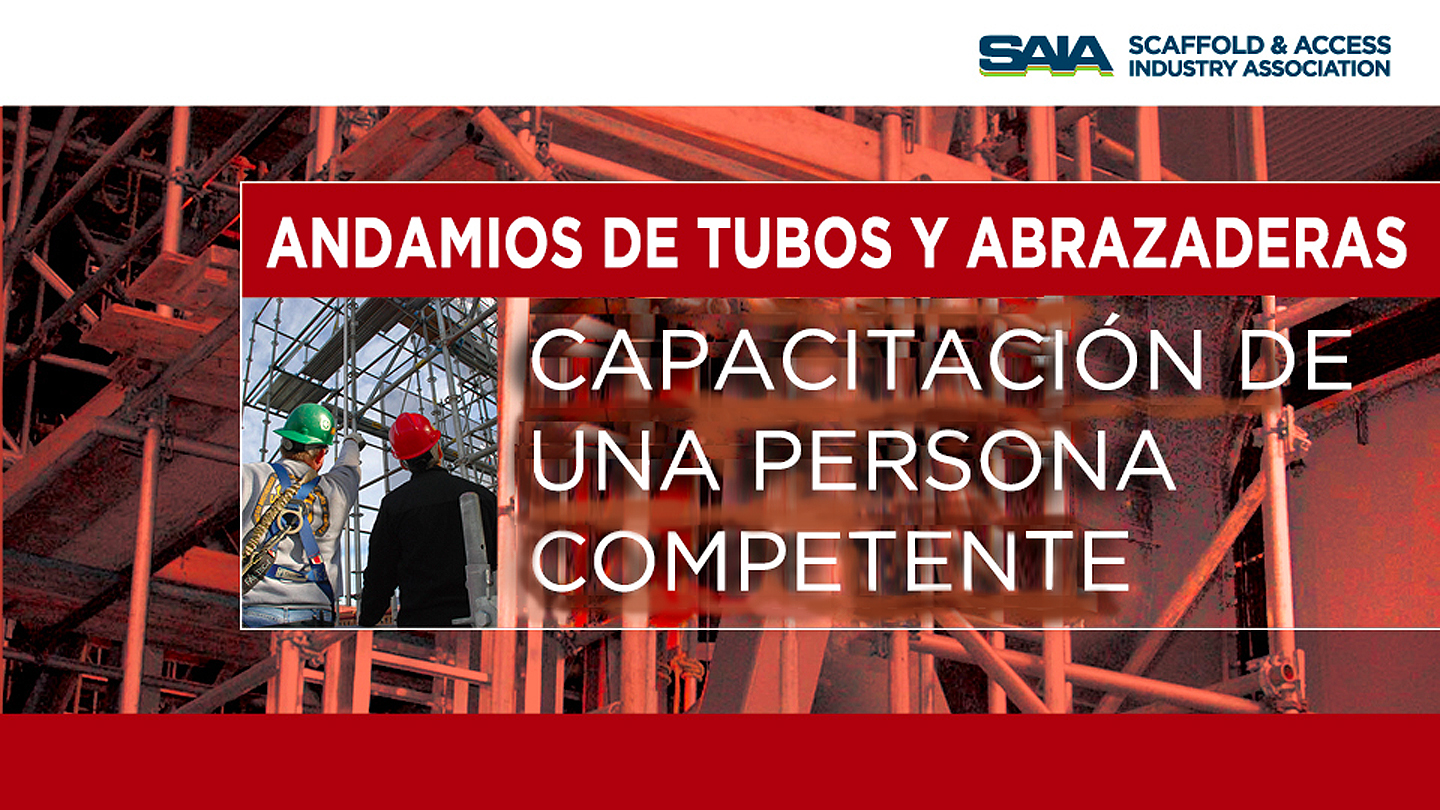 SAIA SCAFFOLD & ACCESS
INDUSTRY ASSOCIATION
ANDAMIOS DE TUBOS Y ABRAZADERAS
CAPACITACIÓN DE
UNA PERSONA
COMPETENTE